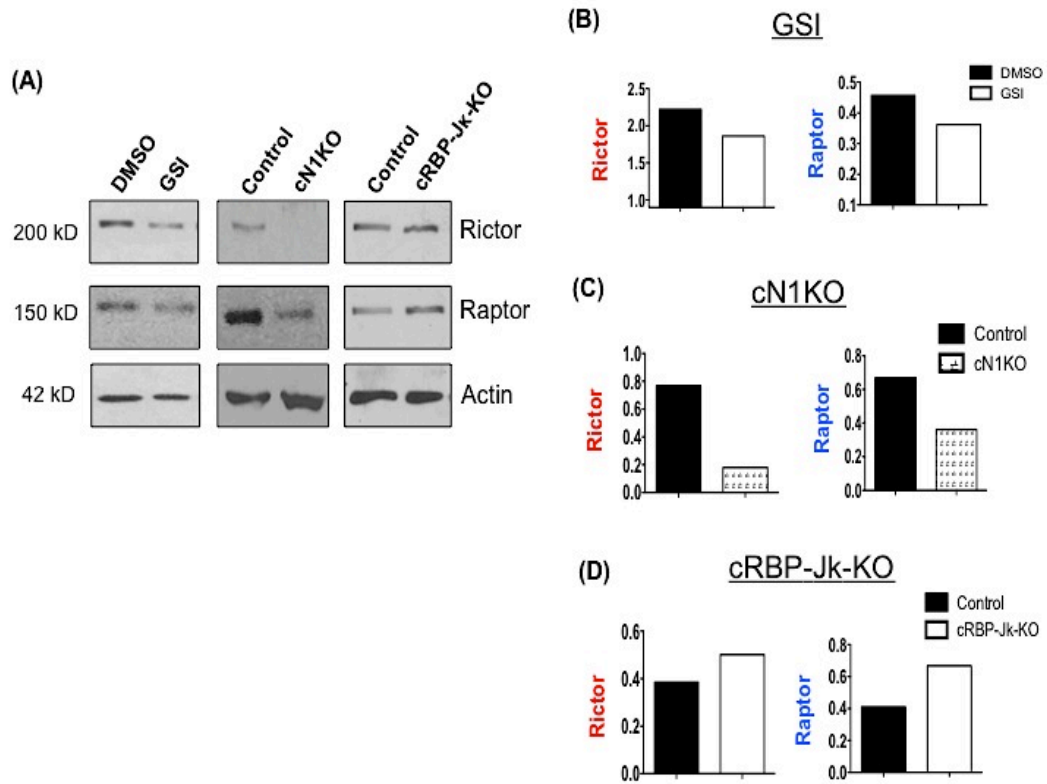 (A)
DMSO
GSI
Control
cN1KO
Control
cRBP-Jκ-KO
200 kD
Rictor
150 kD
Raptor
42 kD
Actin
(B)
GSI
DMSO
GSI
Rictor
2.5
2.0
1.5
1.0
Raptor
0.5
0.4
0.3
0.2
0.1
(C)
cN1KO
Control
cN1KO
Rictor
1.0
0.8
0.6
0.4
0.2
0.0
Raptor
0.8
0.6
0.4
0.2
0.0
(D)
cRBP-Jk-KO
Control
cRBP-Jk-KO
Rictor
0.6
0.4
0.2
0.0
Raptor
0.8
0.6
0.4
0.2
0.0